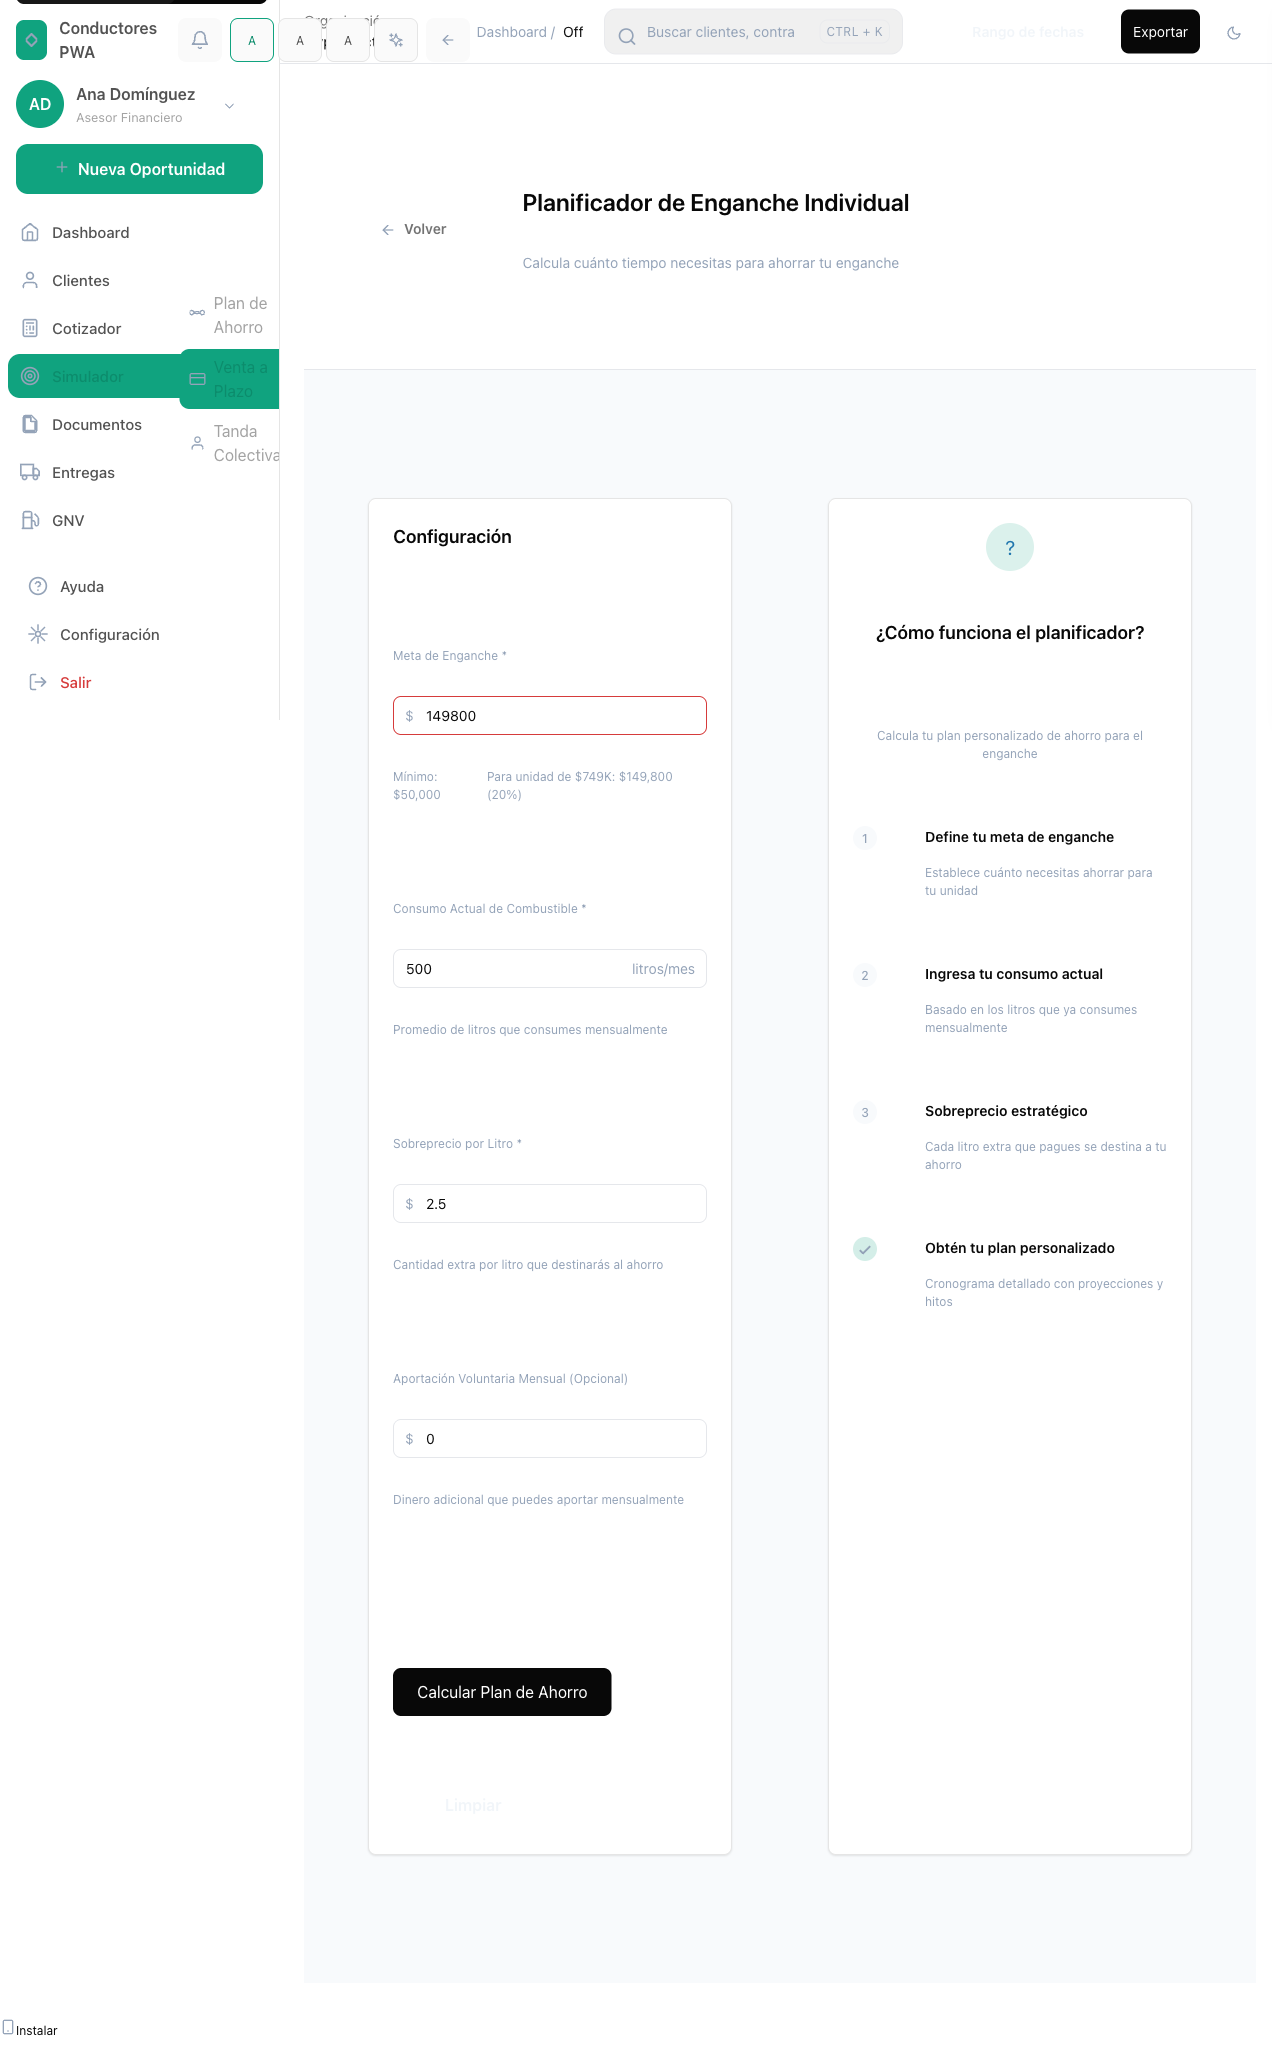 Conductores
PWA
A
A
A
Dashboard / Off
Buscar clientes, contra
CTRL + K
Rango de fechas
Exportar
AD
Ana Domínguez
Asesor Financiero
Nueva Oportunidad
Dashboard
Clientes
Cotizador
Simulador
Plan de
Ahorro
Venta a
Plazo
Tanda
Colectiva
Documentos
Entregas
GNV
Ayuda
Configuración
Salir
Volver
Planificador de Enganche Individual
Calcula cuánto tiempo necesitas para ahorrar tu enganche
Configuración
Meta de Enganche *
$ 149800
Mínimo:
$50,000
Para unidad de $749K: $149,800
(20%)
Consumo Actual de Combustible *
500 litros/mes
Promedio de litros que consumes mensualmente
Sobreprecio por Litro *
$ 2.5
Cantidad extra por litro que destinarás al ahorro
Aportación Voluntaria Mensual (Opcional)
$ 0
Dinero adicional que puedes aportar mensualmente
Calcular Plan de Ahorro
Limpiar
?
¿Cómo funciona el planificador?
Calcula tu plan personalizado de ahorro para el
enganche
1
Define tu meta de enganche
Establece cuánto necesitas ahorrar para
tu unidad
2
Ingresa tu consumo actual
Basado en los litros que ya consumes
mensualmente
3
Sobreprecio estratégico
Cada litro extra que pagues se destina a tu
ahorro
Obtén tu plan personalizado
Cronograma detallado con proyecciones y
hitos
Instalar